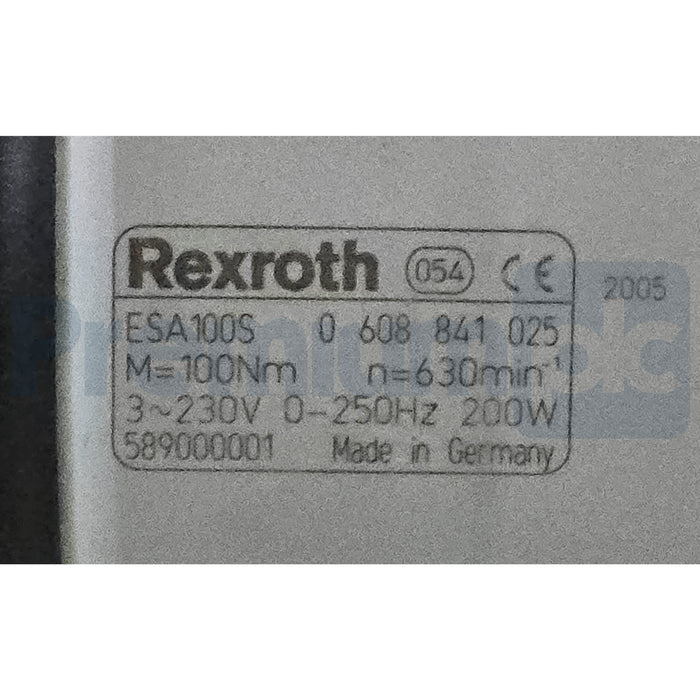 Rexroth 054 CE 2005
ESA100S 0 608 841 025
M=100Nm n=630min⁻¹
3~230V 0-250Hz 200W
589000001 Made in Germany
PremiumPLC